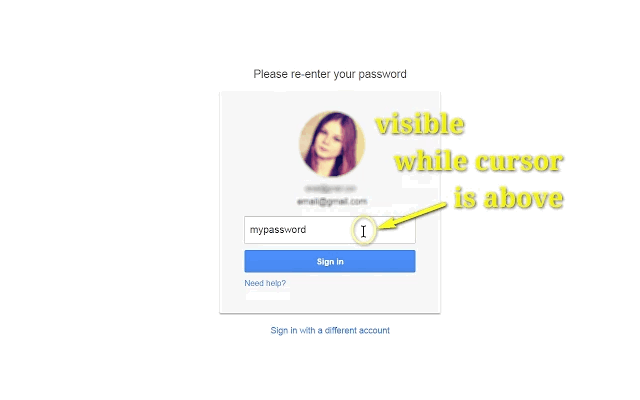 Please re-enter your password
visible
while cursor
is above
email@gmail.com
mypassword
Sign in
Need help?
Sign in with a different account